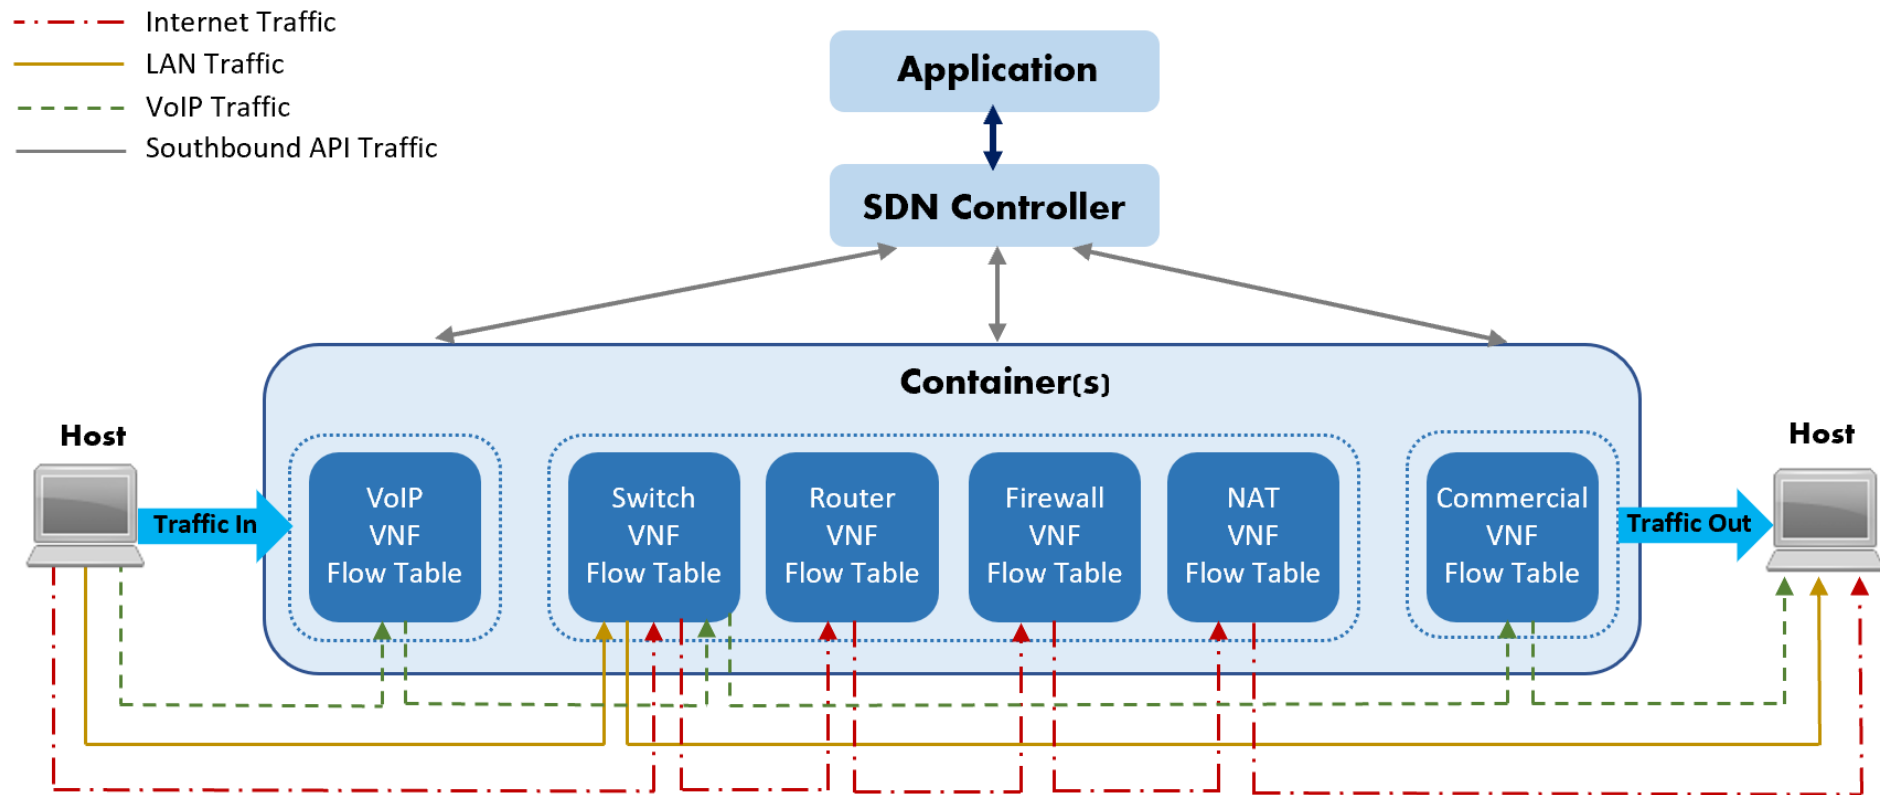 Internet Traffic
LAN Traffic
VoIP Traffic
Southbound API Traffic
Application
SDN Controller
Container(s)
Host
Host
Traffic In
VoIP
VNF
Flow Table
Switch
VNF
Flow Table
Router
VNF
Flow Table
Firewall
VNF
Flow Table
NAT
VNF
Flow Table
Commercial
VNF
Flow Table
Traffic Out